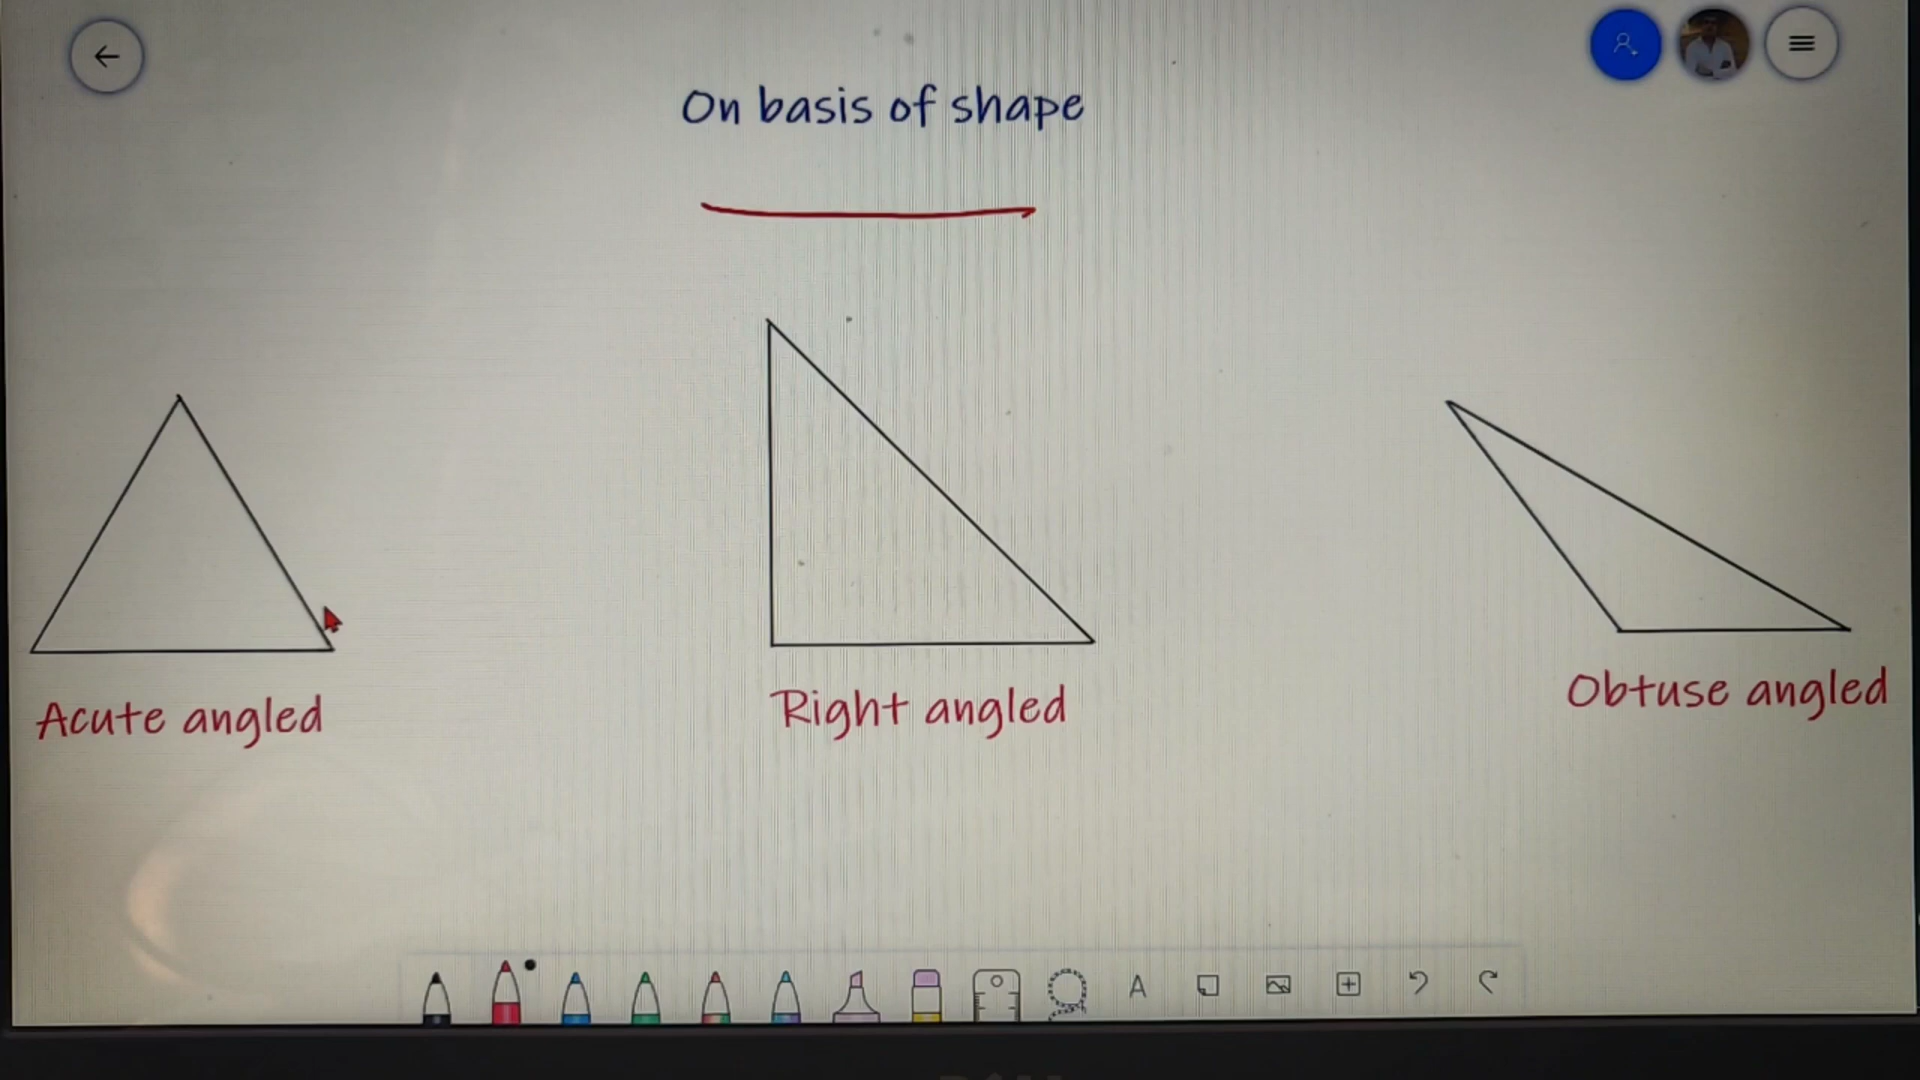 On basis of shape
Acute angled
Right angled
Obtuse angled
A